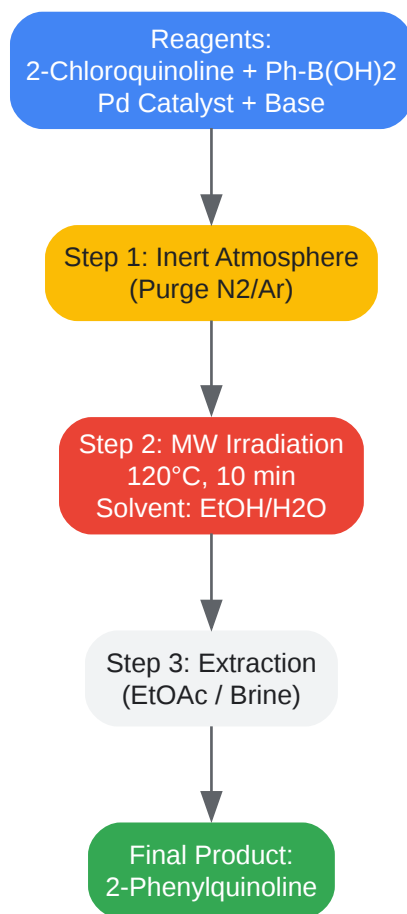 Reagents:
2-Chloroquinoline + Ph-B(OH)2
Pd Catalyst + Base
Step 1: Inert Atmosphere
(Purge N2/Ar)
Step 2: MW Irradiation
120°C, 10 min
Solvent: EtOH/H2O
Step 3: Extraction
(EtOAc / Brine)
Final Product:
2-Phenylquinoline